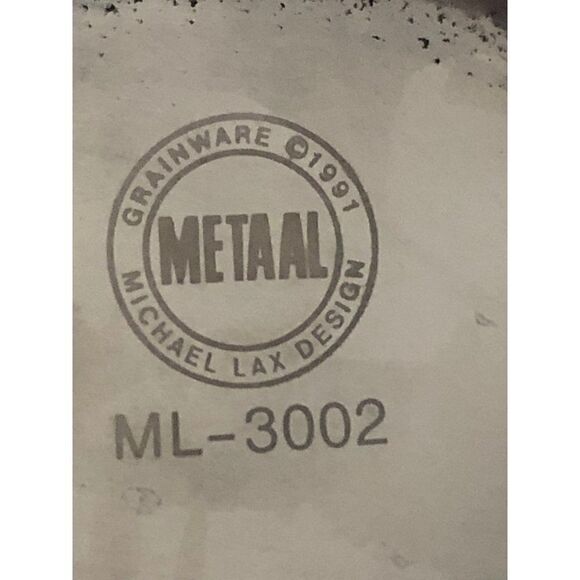 GRAINWARE ©1991
METAAL
MICHAEL LAX DESIGN
ML-3002